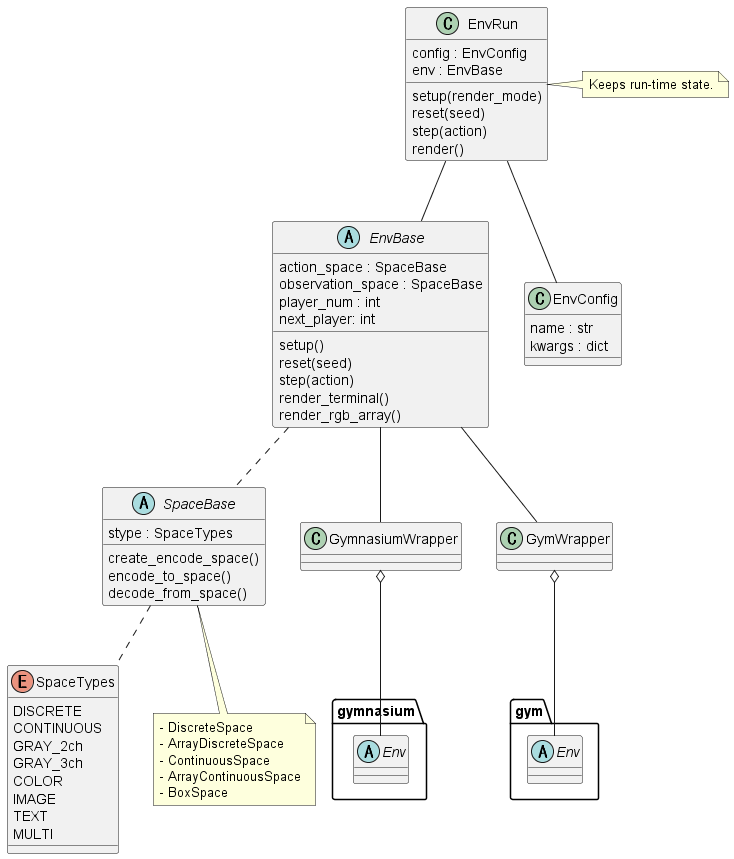 C EnvRun
config : EnvConfig
env : EnvBase
setup(render_mode)
reset(seed)
step(action)
render()
Keeps run-time state.
A EnvBase
action_space : SpaceBase
observation_space : SpaceBase
player_num : int
next_player: int
setup()
reset(seed)
step(action)
render_terminal()
render_rgb_array()
C EnvConfig
name : str
kwargs : dict
A SpaceBase
stype : SpaceTypes
create_encode_space()
encode_to_space()
decode_from_space()
C GymnasiumWrapper
C GymWrapper
E SpaceTypes
DISCRETE
CONTINUOUS
GRAY_2ch
GRAY_3ch
COLOR
IMAGE
TEXT
MULTI
- DiscreteSpace
- ArrayDiscreteSpace
- ContinuousSpace
- ArrayContinuousSpace
- BoxSpace
gymnasium
A Env
gym
A Env